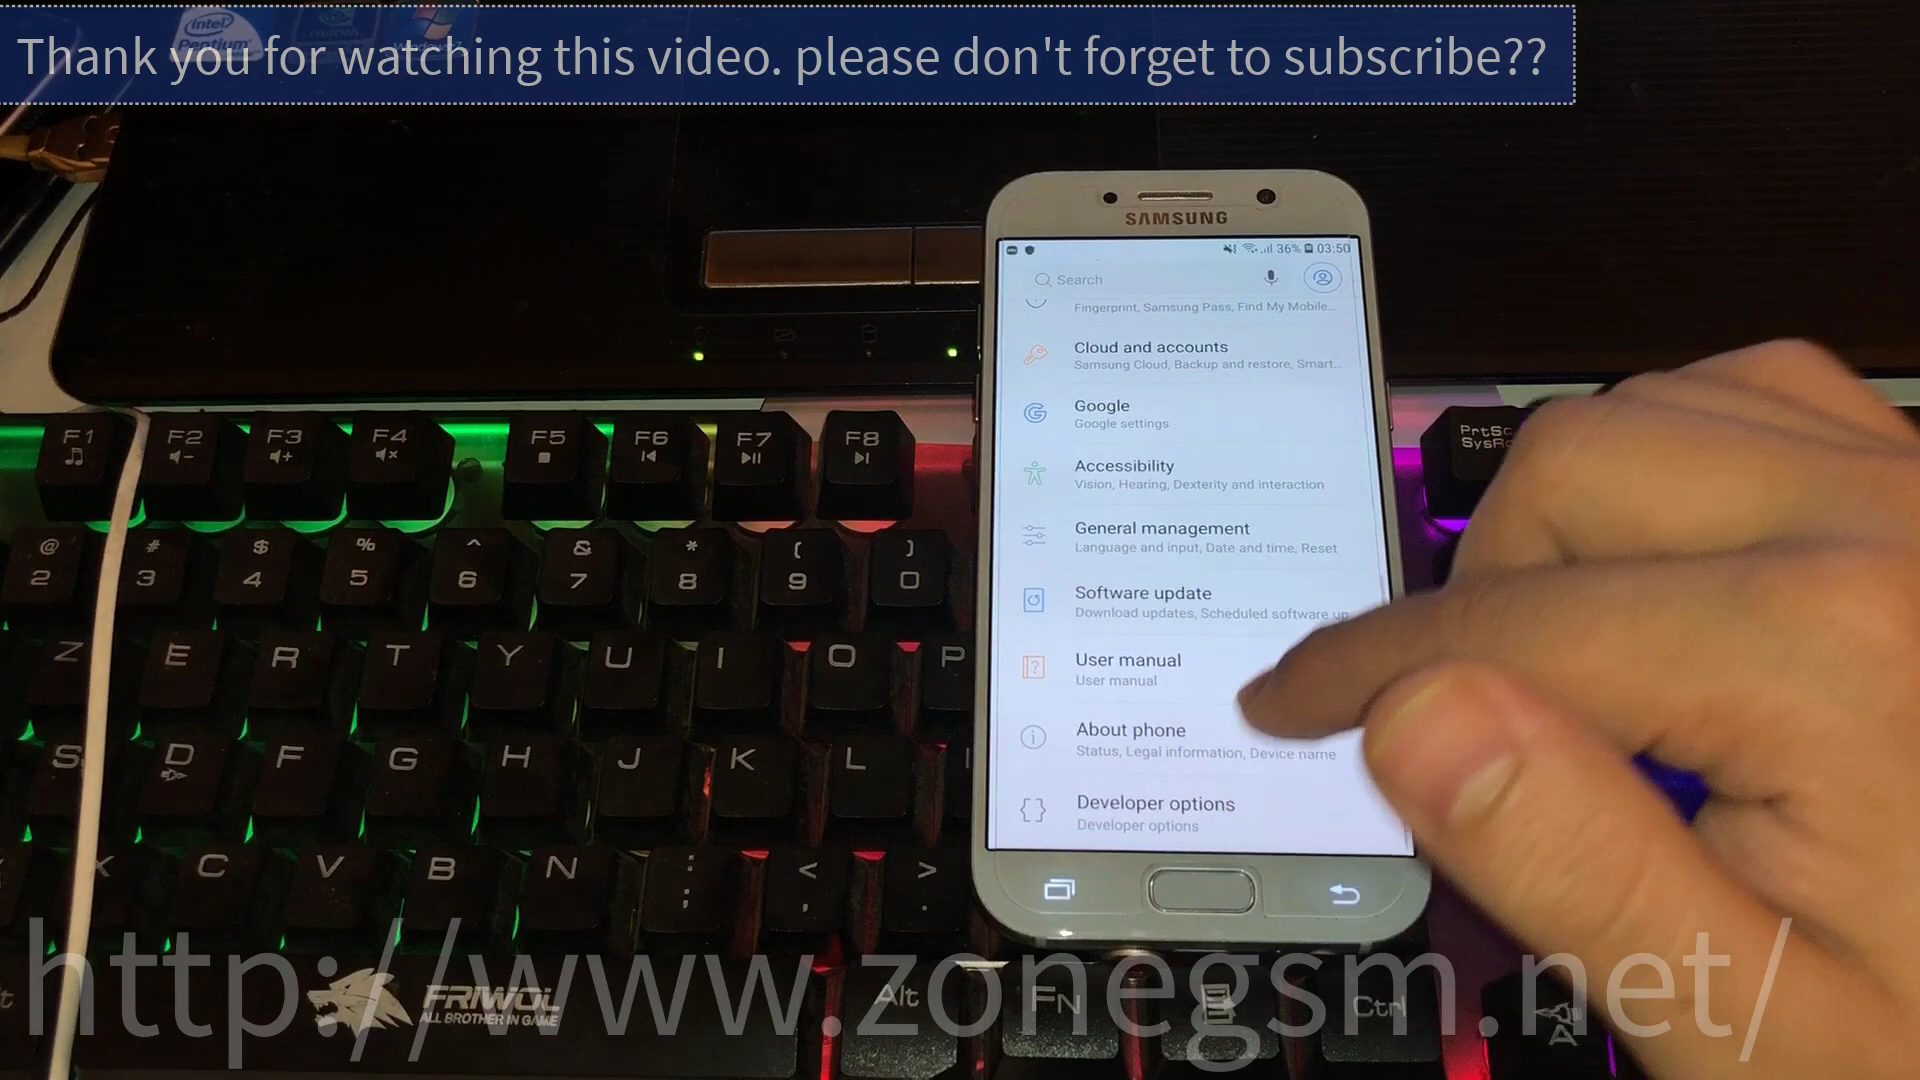 intel
Pentium
Thank you for watching this video. please don't forget to subscribe??
SAMSUNG
36% 03:50
Search
Fingerprint, Samsung Pass, Find My Mobile...
Cloud and accounts
Samsung Cloud, Backup and restore, Smart...
Google
Google settings
Accessibility
Vision, Hearing, Dexterity and interaction
General management
Language and input, Date and time, Reset
Software update
Download updates, Scheduled software up
User manual
User manual
About phone
Status, Legal information, Device name
Developer options
Developer options
F1 F2 F3 F4 F5 F6 F7 F8
PrtSc
SysR
@ # $ % ^ & * ( )
2 3 4 5 6 7 8 9 0
Z E R T Y U I O P
S D F G H J K L
X C V B N ; : < , > .
http://www.zonegsm.net/
FRIWOL
ALL BROTHER IN GAME
Alt FN Ctrl
A